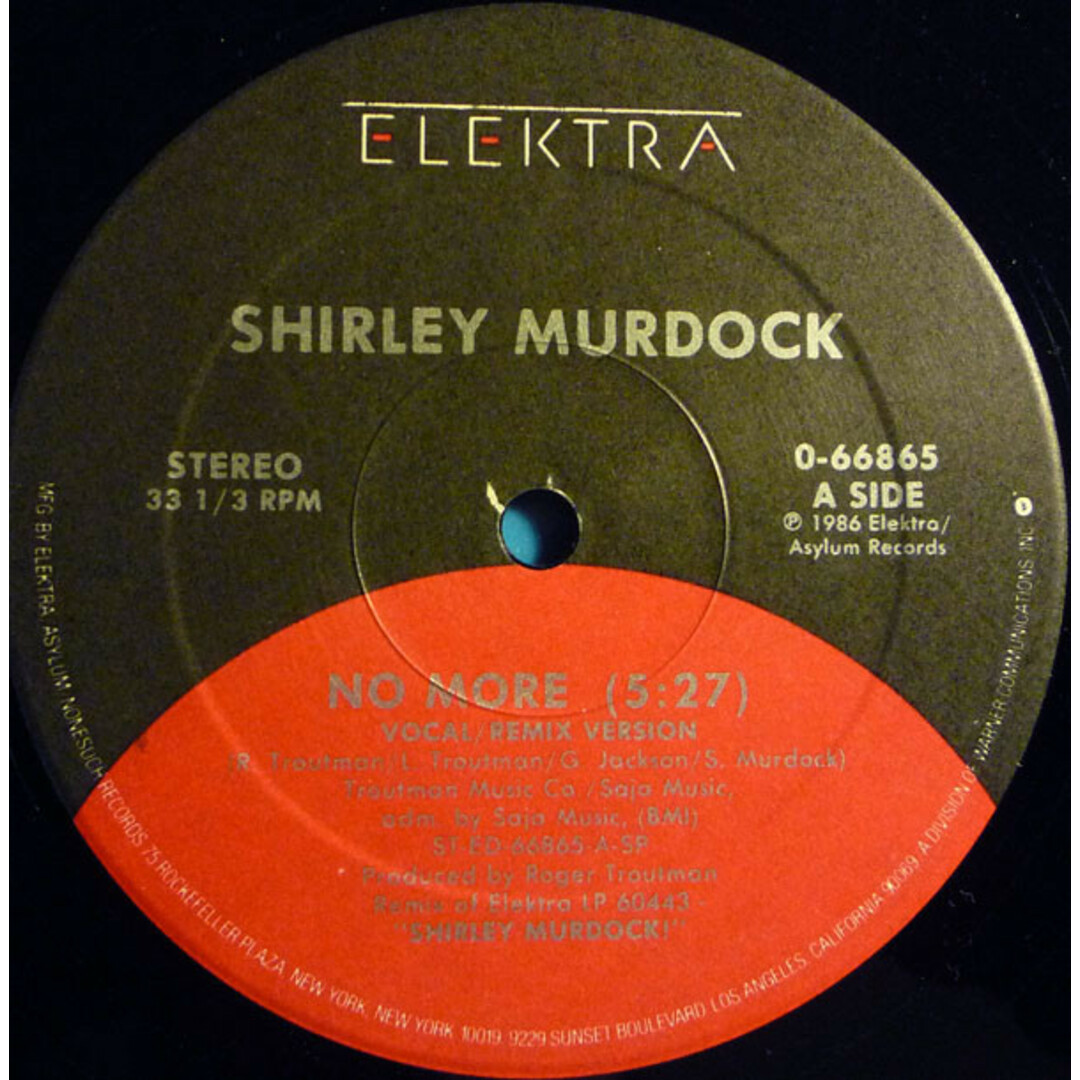 ELEKTRA
SHIRLEY MURDOCK
STEREO
33 1/3 RPM
0-66865
A SIDE
℗ 1986 Elektra/
Asylum Records
NO MORE (5:27)
VOCAL/REMIX VERSION
(R. Troutman/L. Troutman/G. Jackson/S. Murdock)
Troutman Music Co./Saja Music,
adm. by Saja Music, (BMI)
ST-ED-66865-A-SP
Produced by Roger Troutman
Remix of Elektra LP 60443-
"SHIRLEY MURDOCK!"
MFG BY ELEKTRA, ASYLUM NONESUCH RECORDS 75 ROCKEFELLER PLAZA, NEW YORK, NEW YORK 10019. 9229 SUNSET BOULEVARD LOS ANGELES, CALIFORNIA 90069. A DIVISION OF WARNER COMMUNICATIONS INC.